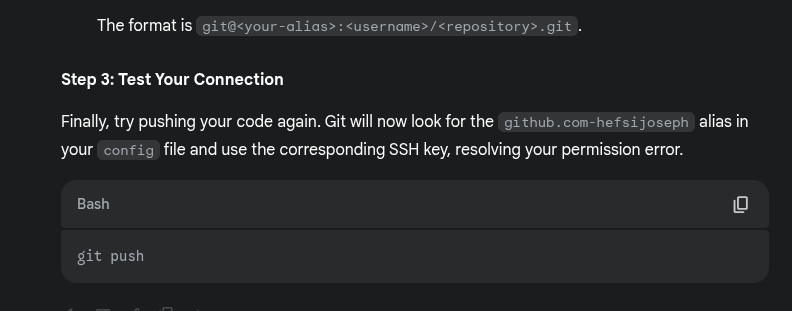 The format is git@<your-alias>:<username>/<repository>.git.
Step 3: Test Your Connection
Finally, try pushing your code again. Git will now look for the github.com-hefsijoseph alias in
your config file and use the corresponding SSH key, resolving your permission error.
Bash
git push